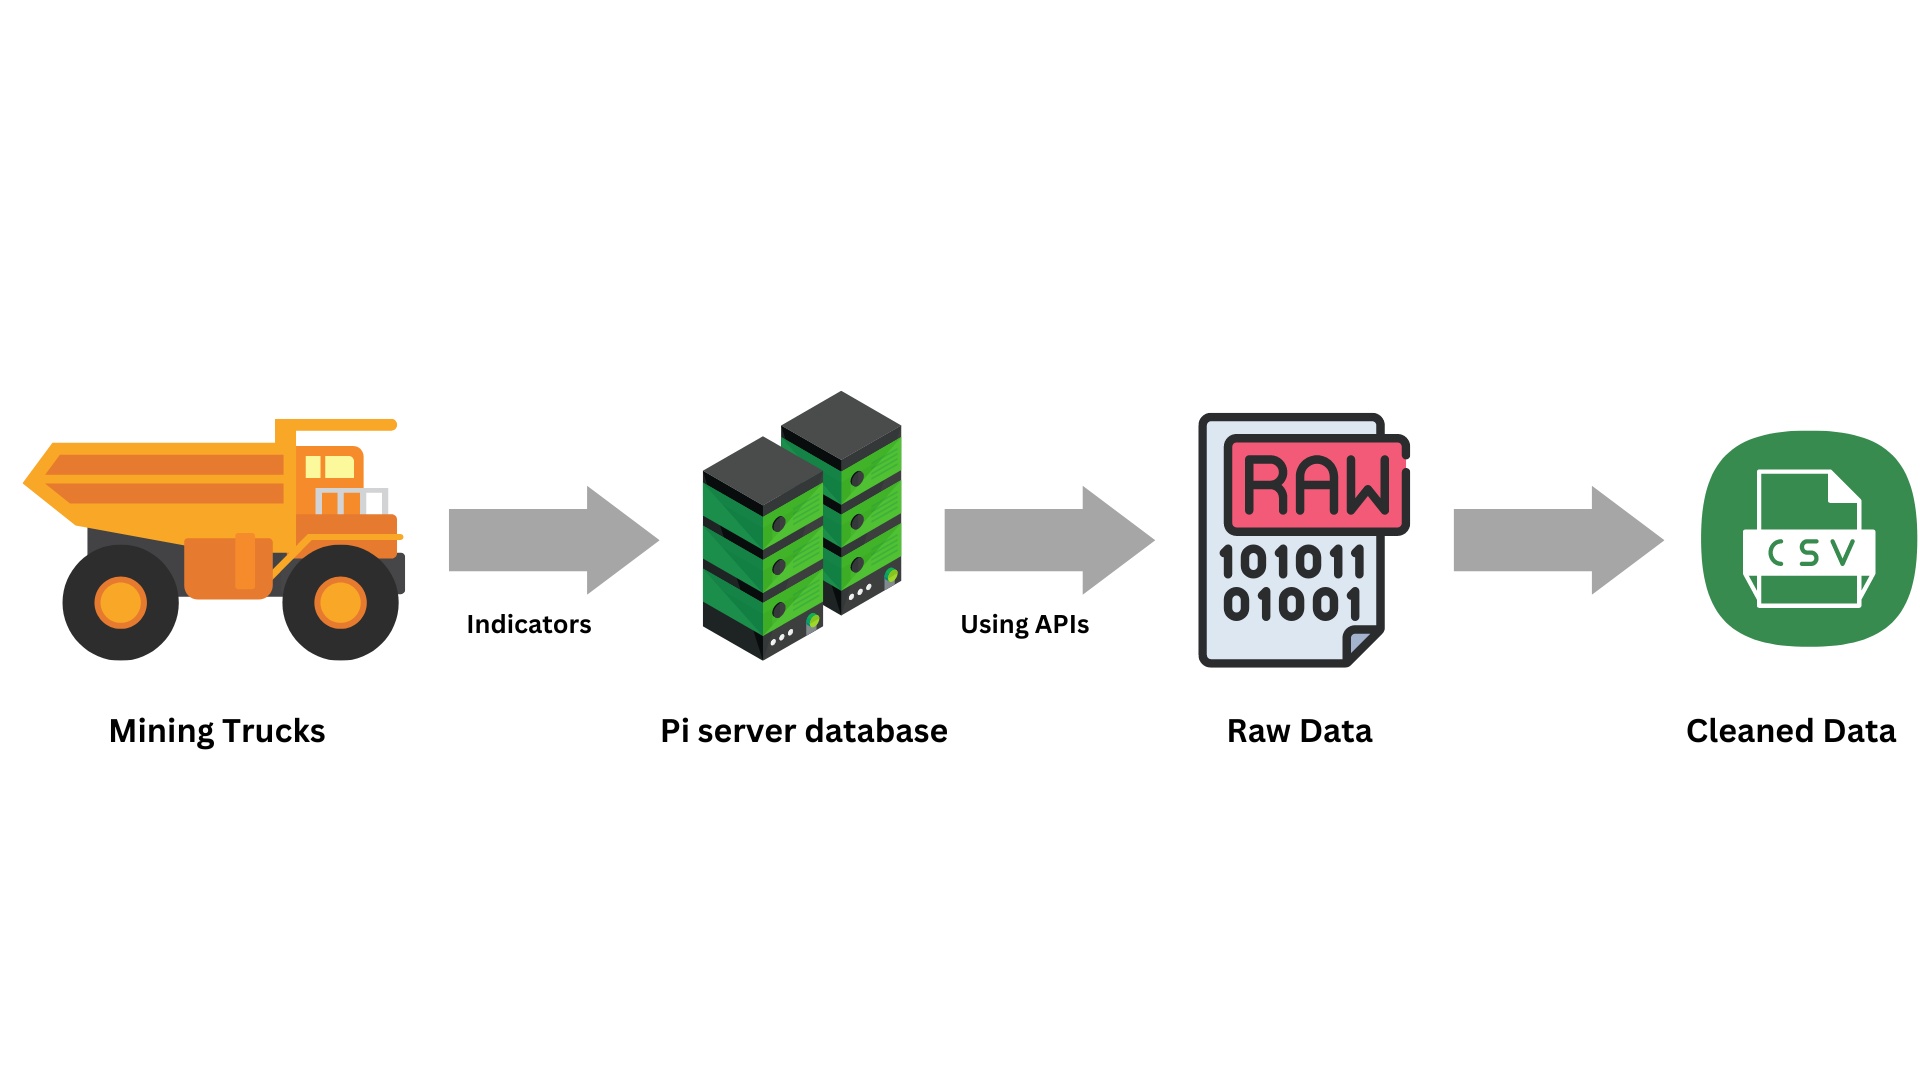 RAW
101011
01001
CSV
Indicators
Using APIs
Mining Trucks
Pi server database
Raw Data
Cleaned Data